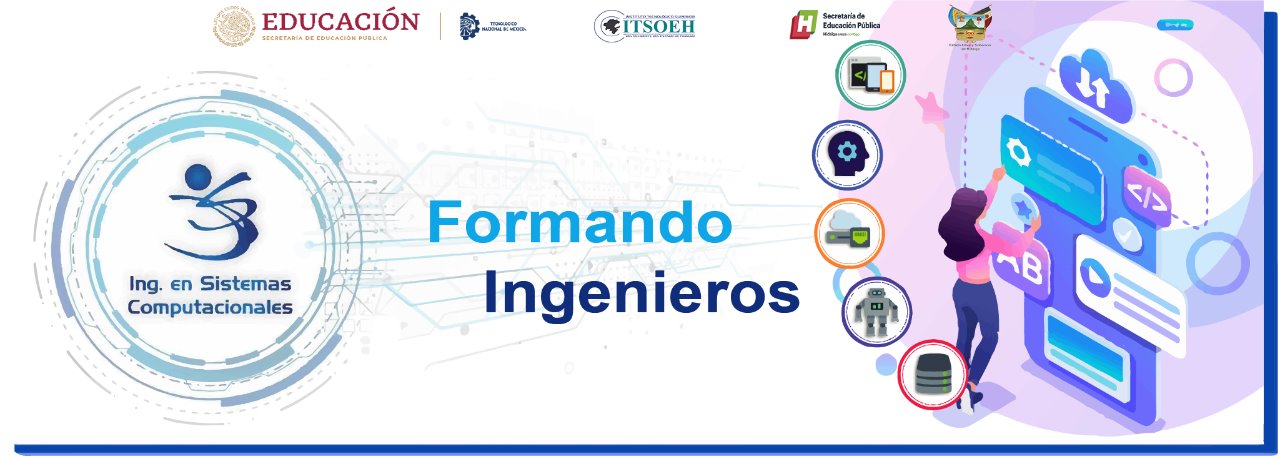 EDUCACIÓN
SECRETARÍA DE EDUCACIÓN PÚBLICA
TECNOLÓGICO
NACIONAL DE MÉXICO
ITSOEH
Secretaría de
Educación Pública
Formando
Ingenieros
Ing. en Sistemas
Computacionales
</>
</>
AB